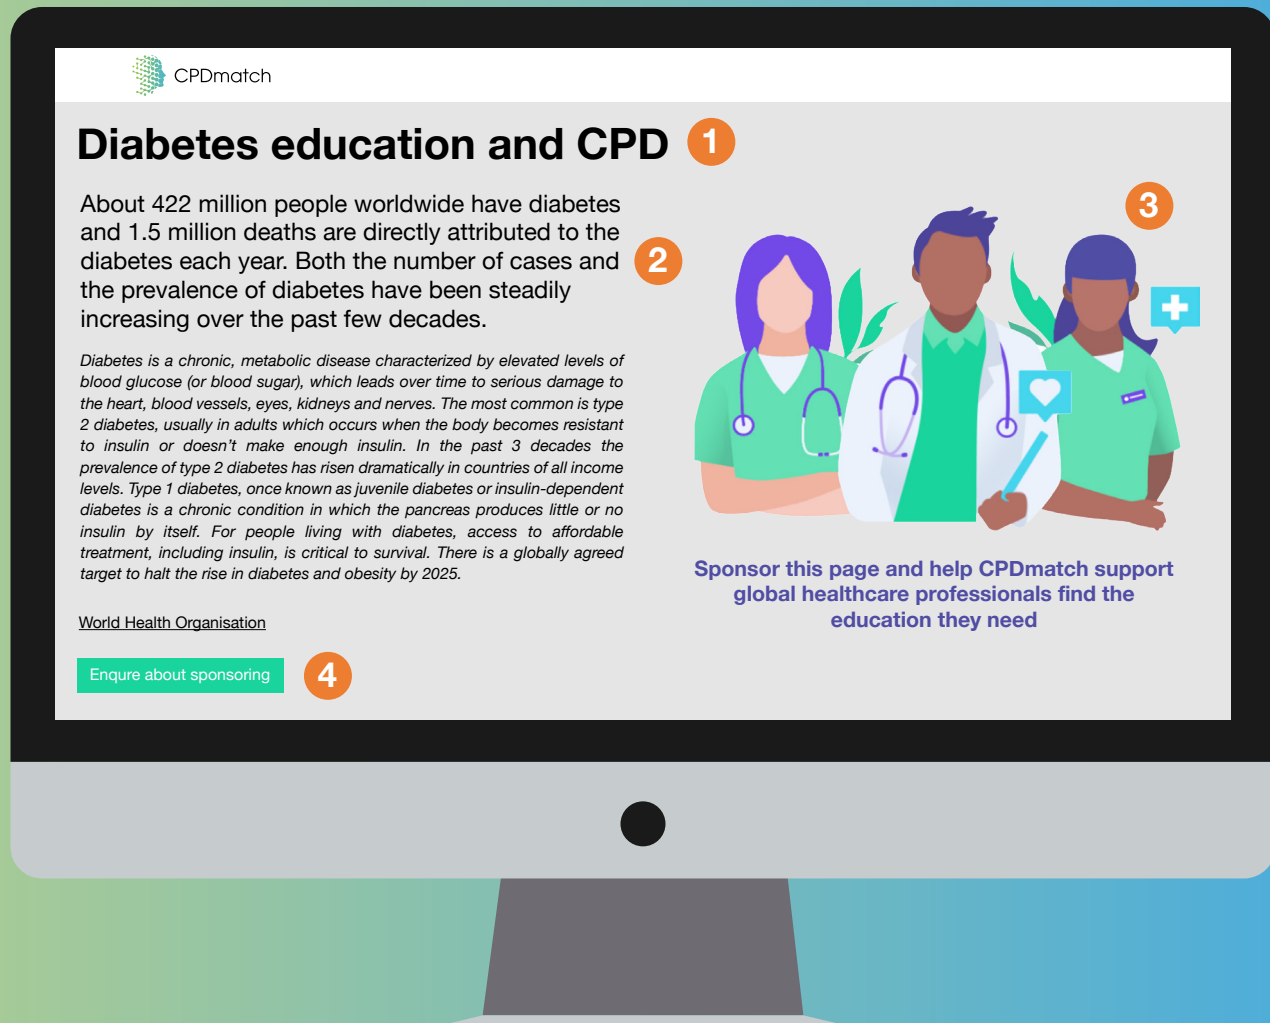 CPDmatch
Diabetes education and CPD
1
About 422 million people worldwide have diabetes
and 1.5 million deaths are directly attributed to the
diabetes each year. Both the number of cases and
the prevalence of diabetes have been steadily
increasing over the past few decades.
2
3
Diabetes is a chronic, metabolic disease characterized by elevated levels of
blood glucose (or blood sugar), which leads over time to serious damage to
the heart, blood vessels, eyes, kidneys and nerves. The most common is type
2 diabetes, usually in adults which occurs when the body becomes resistant
to insulin or doesn't make enough insulin. In the past 3 decades the
prevalence of type 2 diabetes has risen dramatically in countries of all income
levels. Type 1 diabetes, once known as juvenile diabetes or insulin-dependent
diabetes is a chronic condition in which the pancreas produces little or no
insulin by itself. For people living with diabetes, access to affordable
treatment, including insulin, is critical to survival. There is a globally agreed
target to halt the rise in diabetes and obesity by 2025.
Sponsor this page and help CPDmatch support
global healthcare professionals find the
education they need
World Health Organisation
Enqure about sponsoring
4